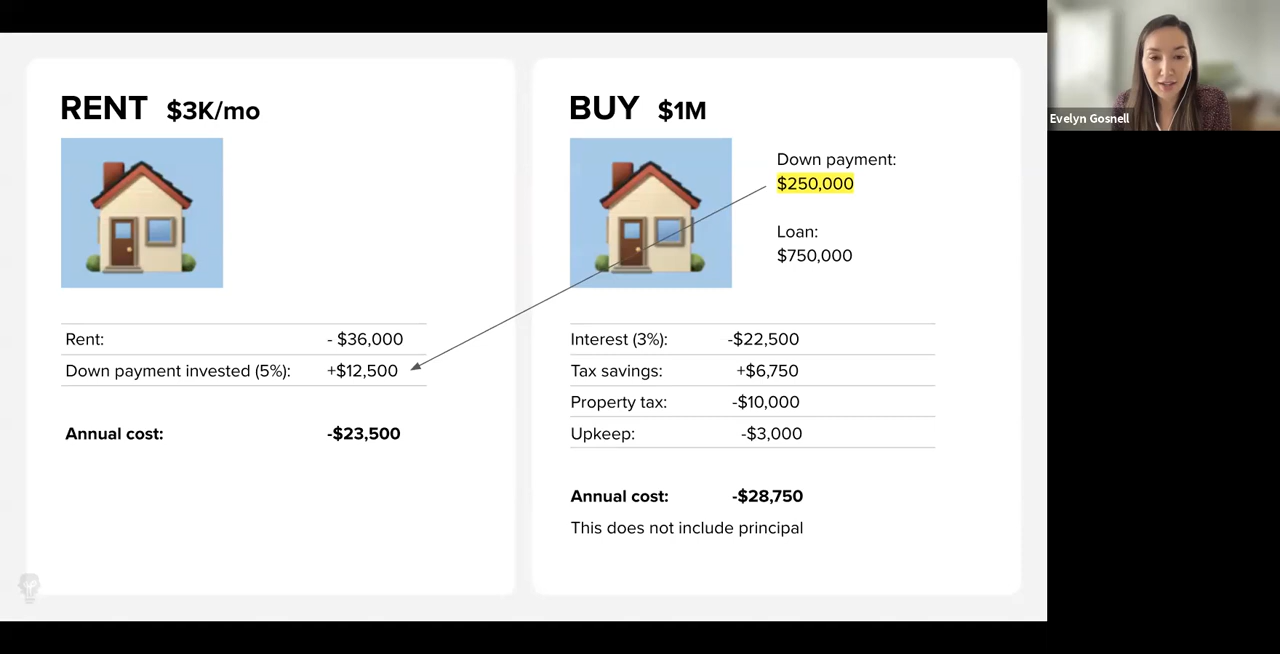 RENT $3K/mo
Rent: - $36,000
Down payment invested (5%): +$12,500
Annual cost: -$23,500
BUY $1M
Down payment:
$250,000
Loan:
$750,000
Interest (3%): -$22,500
Tax savings: +$6,750
Property tax: -$10,000
Upkeep: -$3,000
Annual cost: -$28,750
This does not include principal
Evelyn Gosnell